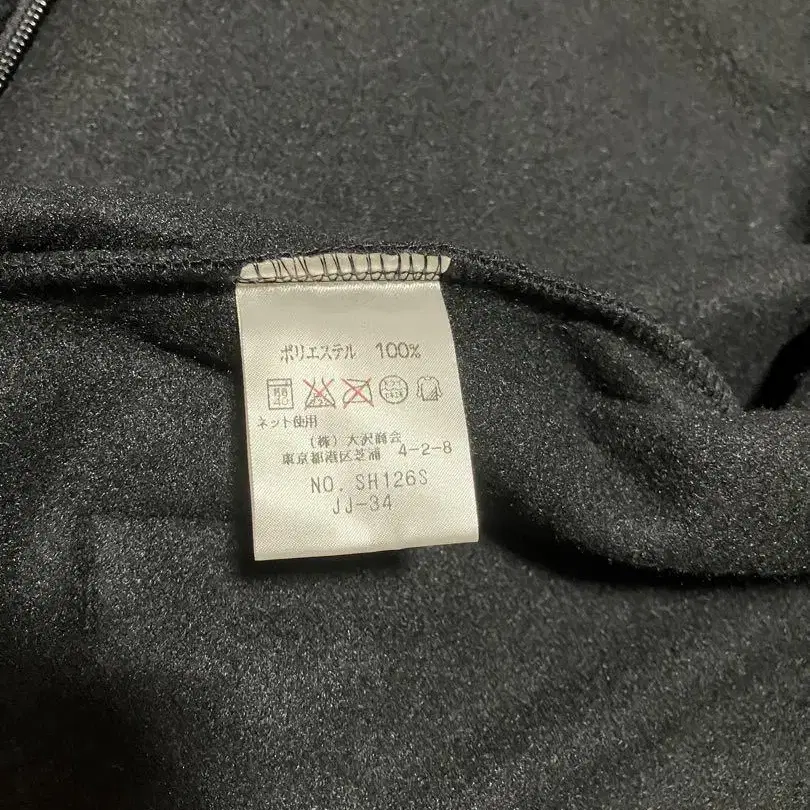 ポリエステル 100%
40
ネット使用
(株) 大沢商会
東京都港区芝浦 4-2-8
NO. SH126S
JJ-34